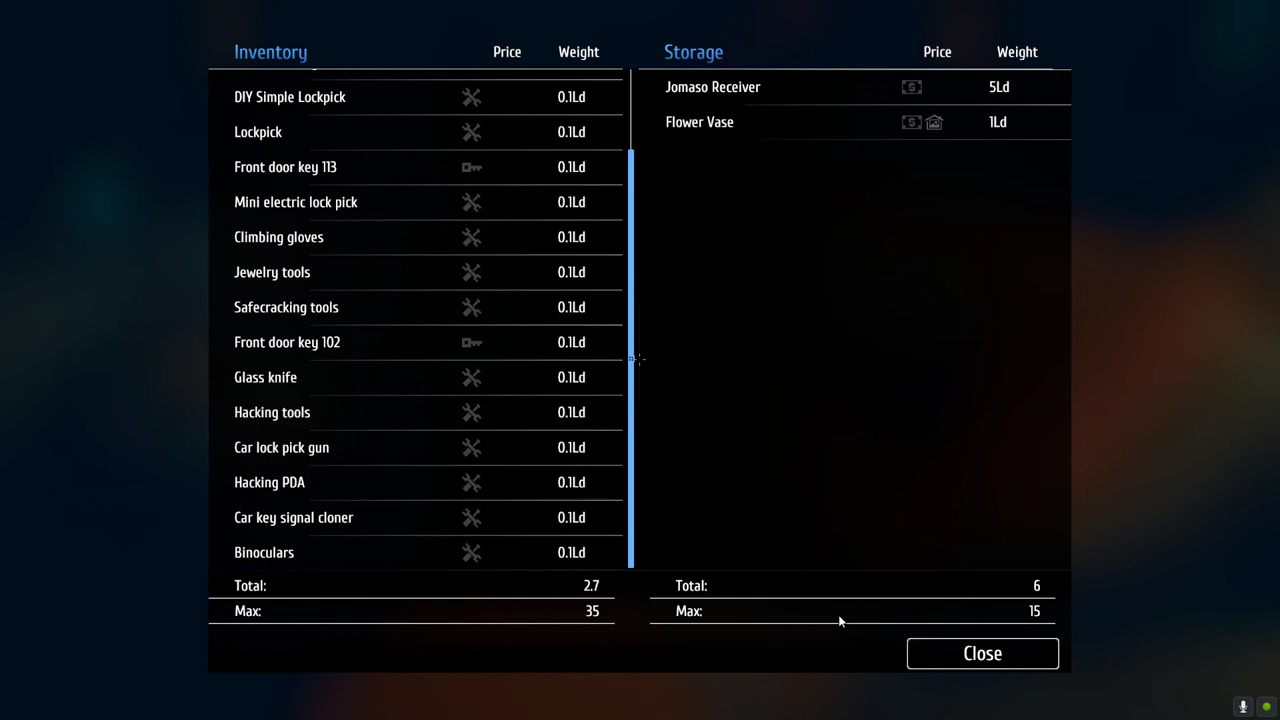 Inventory Price Weight
DIY Simple Lockpick 0.1Ld
Lockpick 0.1Ld
Front door key 113 0.1Ld
Mini electric lock pick 0.1Ld
Climbing gloves 0.1Ld
Jewelry tools 0.1Ld
Safecracking tools 0.1Ld
Front door key 102 0.1Ld
Glass knife 0.1Ld
Hacking tools 0.1Ld
Car lock pick gun 0.1Ld
Hacking PDA 0.1Ld
Car key signal cloner 0.1Ld
Binoculars 0.1Ld
Total: 2.7
Max: 35
Storage Price Weight
Jomaso Receiver 5Ld
Flower Vase 1Ld
Total: 6
Max: 15
Close